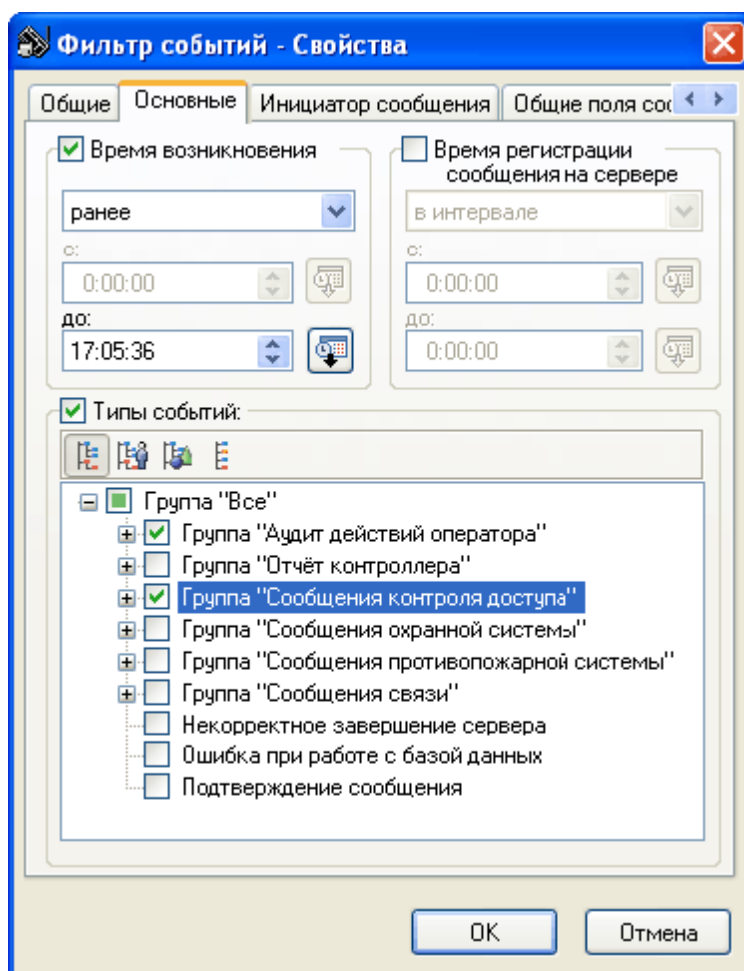 Фильтр событий - Свойства
Общие
Основные
Инициатор сообщения
Общие поля соо
Время возникновения
ранее
с:
0:00:00
до:
17:05:36
Время регистрации
сообщения на сервере
в интервале
с:
0:00:00
до:
0:00:00
Типы событий:
Группа "Все"
Группа "Аудит действий оператора"
Группа "Отчёт контроллера"
Группа "Сообщения контроля доступа"
Группа "Сообщения охранной системы"
Группа "Сообщения противопожарной системы"
Группа "Сообщения связи"
Некорректное завершение сервера
Ошибка при работе с базой данных
Подтверждение сообщения
OK
Отмена